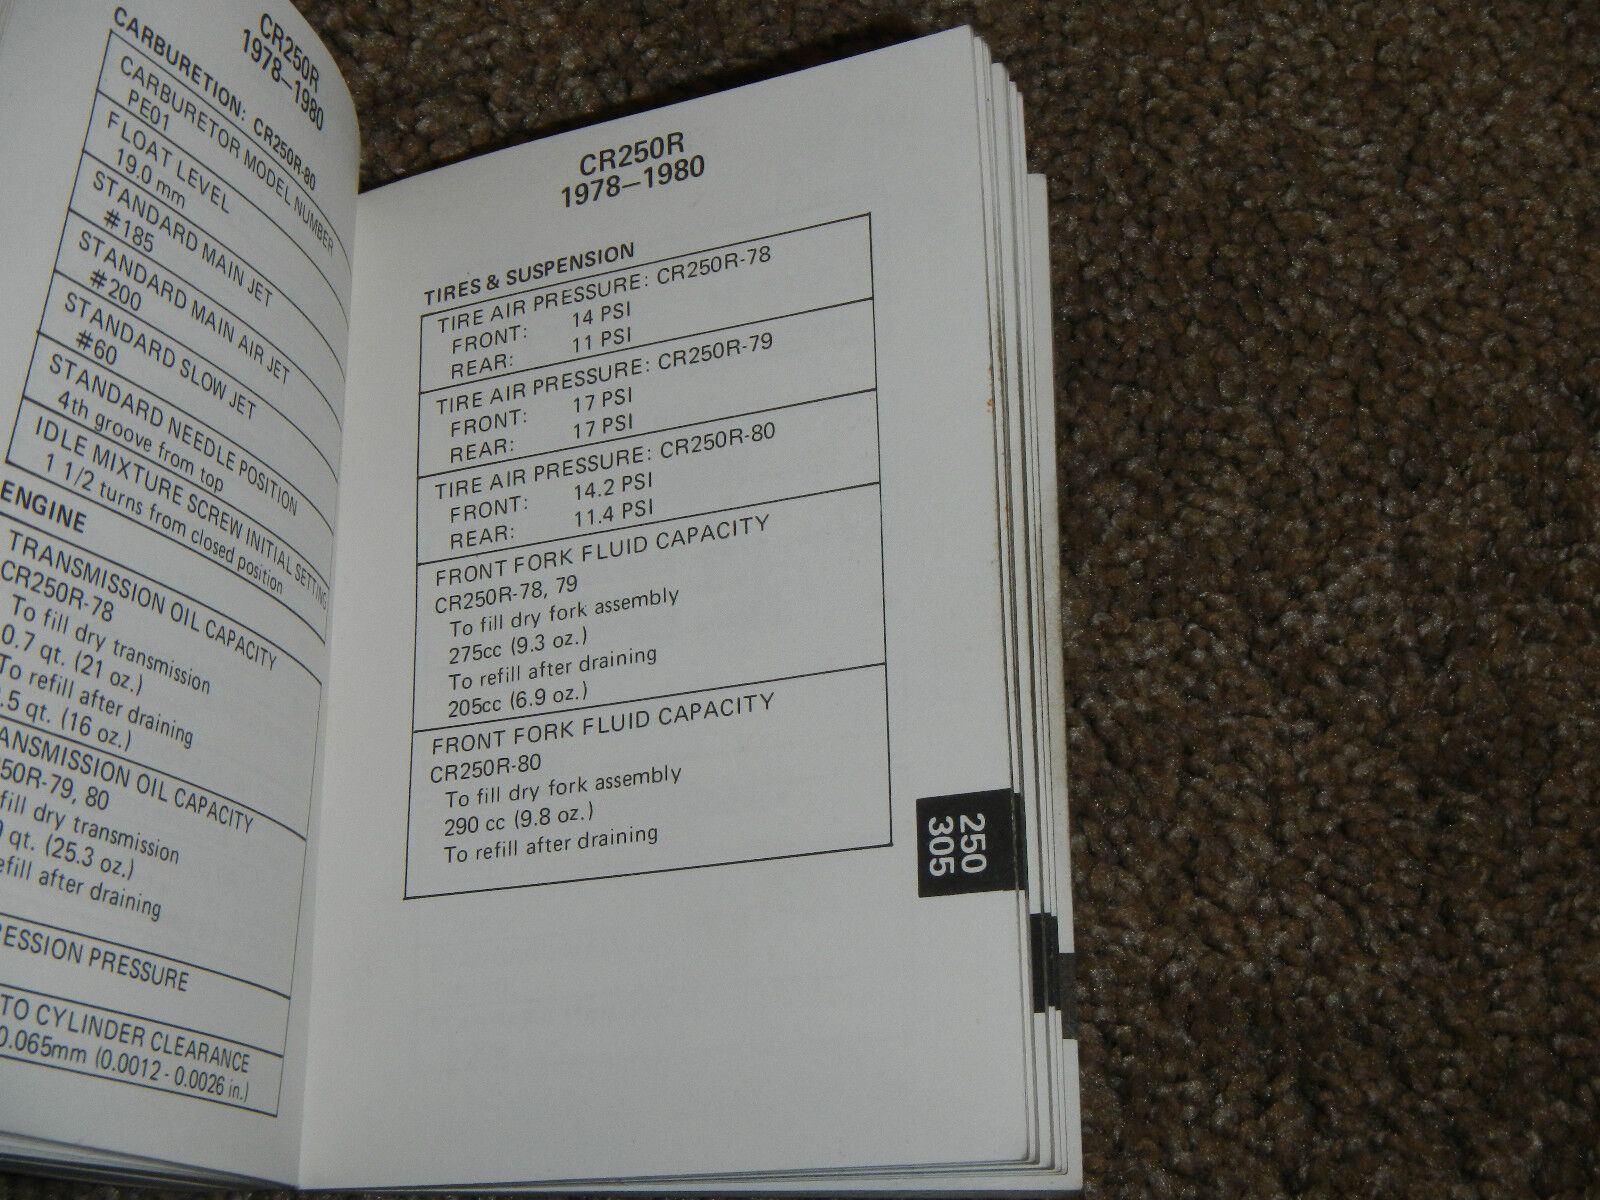 CR250R
1978–1980
CARBURETION: CR250R-80
CARBURETOR MODEL NUMBER
PE01
FLOAT LEVEL
19.0 mm
STANDARD MAIN JET
#185
STANDARD MAIN AIR JET
#200
STANDARD SLOW JET
#60
STANDARD NEEDLE POSITION
4th groove from top
IDLE MIXTURE SCREW INITIAL SETTING
1 1/2 turns from closed position
ENGINE
TRANSMISSION OIL CAPACITY
CR250R-78
To fill dry transmission
0.7 qt. (21 oz.)
To refill after draining
.5 qt. (16 oz.)
ANSMISSION OIL CAPACITY
50R-79, 80
fill dry transmission
qt. (25.3 oz.)
efill after draining
ESSION PRESSURE
TO CYLINDER CLEARANCE
0.065mm (0.0012 - 0.0026 in.)
CR250R
1978–1980
TIRES & SUSPENSION
TIRE AIR PRESSURE: CR250R-78
FRONT: 14 PSI
REAR: 11 PSI
TIRE AIR PRESSURE: CR250R-79
FRONT: 17 PSI
REAR: 17 PSI
TIRE AIR PRESSURE: CR250R-80
FRONT: 14.2 PSI
REAR: 11.4 PSI
FRONT FORK FLUID CAPACITY
CR250R-78, 79
To fill dry fork assembly
275cc (9.3 oz.)
To refill after draining
205cc (6.9 oz.)
FRONT FORK FLUID CAPACITY
CR250R-80
To fill dry fork assembly
290 cc (9.8 oz.)
To refill after draining
250
305